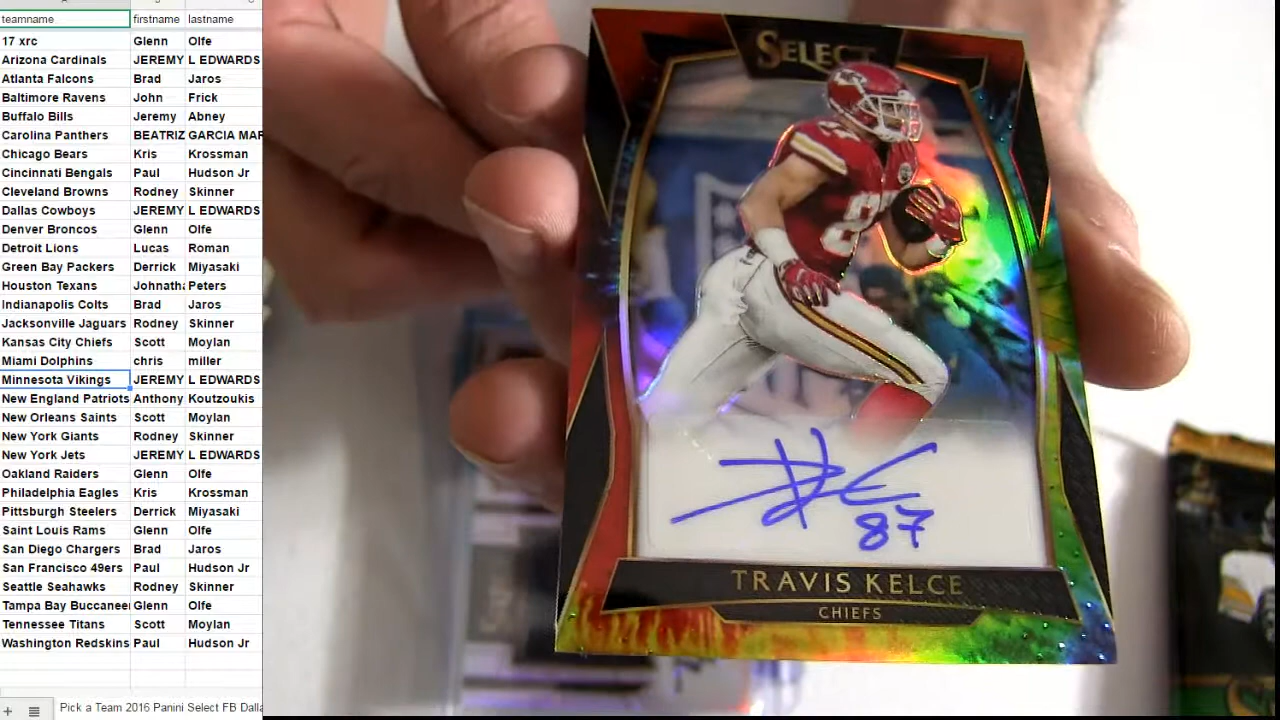 teamname firstname lastname
17 xrc Glenn Olfe
Arizona Cardinals JEREMY L EDWARDS
Atlanta Falcons Brad Jaros
Baltimore Ravens John Frick
Buffalo Bills Jeremy Abney
Carolina Panthers BEATRIZ GARCIA MAR
Chicago Bears Kris Krossman
Cincinnati Bengals Paul Hudson Jr
Cleveland Browns Rodney Skinner
Dallas Cowboys JEREMY L EDWARDS
Denver Broncos Glenn Olfe
Detroit Lions Lucas Roman
Green Bay Packers Derrick Miyasaki
Houston Texans Johnatha Peters
Indianapolis Colts Brad Jaros
Jacksonville Jaguars Rodney Skinner
Kansas City Chiefs Scott Moylan
Miami Dolphins chris miller
Minnesota Vikings JEREMY L EDWARDS
New England Patriots Anthony Koutzoukis
New Orleans Saints Scott Moylan
New York Giants Rodney Skinner
New York Jets JEREMY L EDWARDS
Oakland Raiders Glenn Olfe
Philadelphia Eagles Kris Krossman
Pittsburgh Steelers Derrick Miyasaki
Saint Louis Rams Glenn Olfe
San Diego Chargers Brad Jaros
San Francisco 49ers Paul Hudson Jr
Seattle Seahawks Rodney Skinner
Tampa Bay Buccanee Glenn Olfe
Tennessee Titans Scott Moylan
Washington Redskins Paul Hudson Jr
Pick a Team 2016 Panini Select FB Dalla
SELECT
87
87
TRAVIS KELCE
CHIEFS